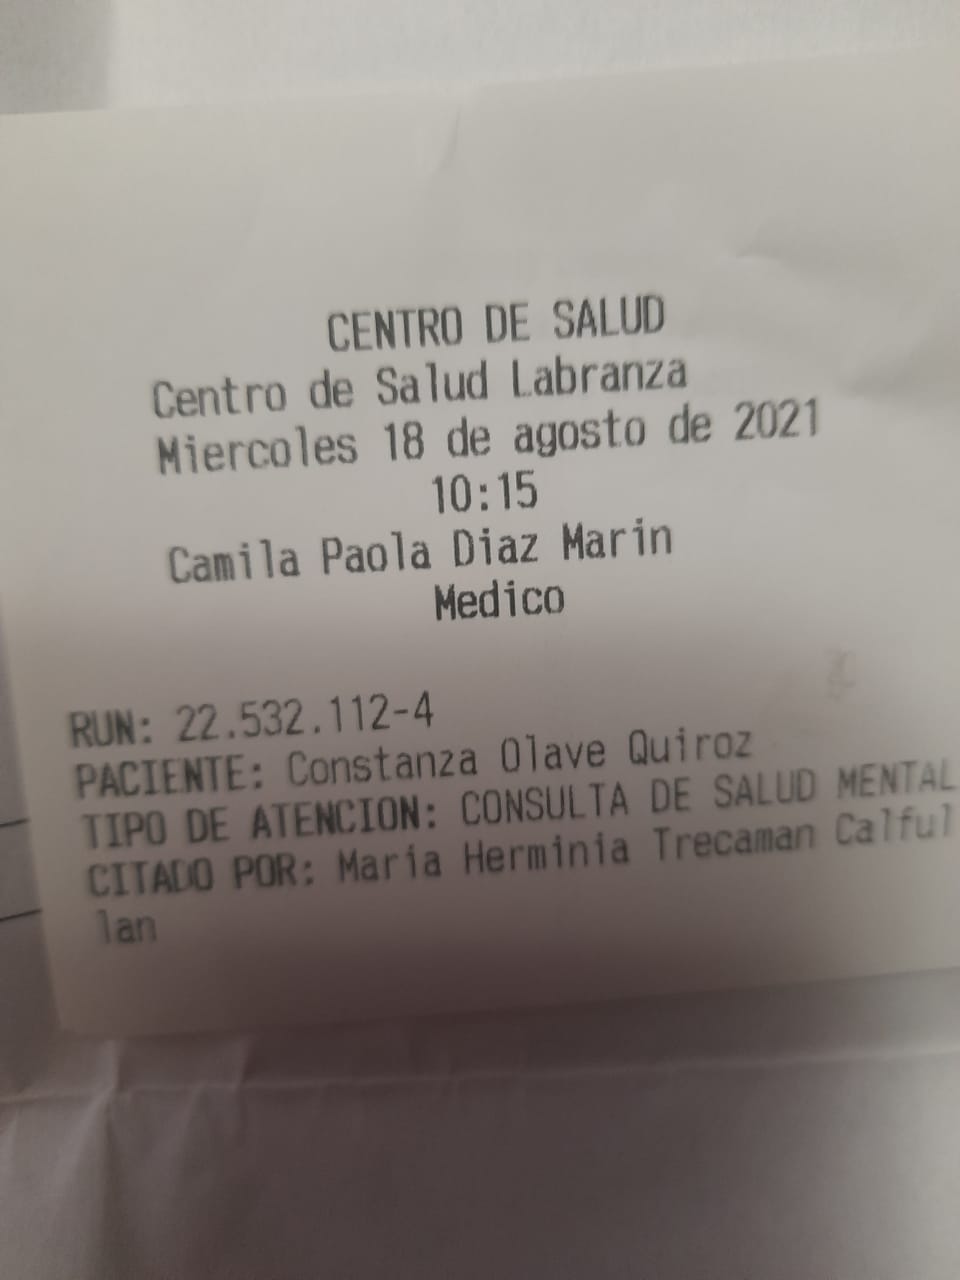 CENTRO DE SALUD
Centro de Salud Labranza
Miercoles 18 de agosto de 2021
10:15
Camila Paola Diaz Marin
Medico
RUN: 22.532.112-4
PACIENTE: Constanza Olave Quiroz
TIPO DE ATENCION: CONSULTA DE SALUD MENTAL
CITADO POR: Maria Herminia Trecaman Calful
lan